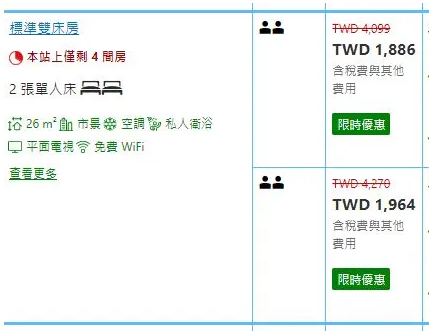 標準雙床房
本站上僅剩 4 間房
2 張單人床
26 m² 市景 空調 私人衛浴
平面電視 免費 WiFi
查看更多
TWD 4,099
TWD 1,886
含稅費與其他
費用
限時優惠
TWD 4,270
TWD 1,964
含稅費與其他
費用
限時優惠